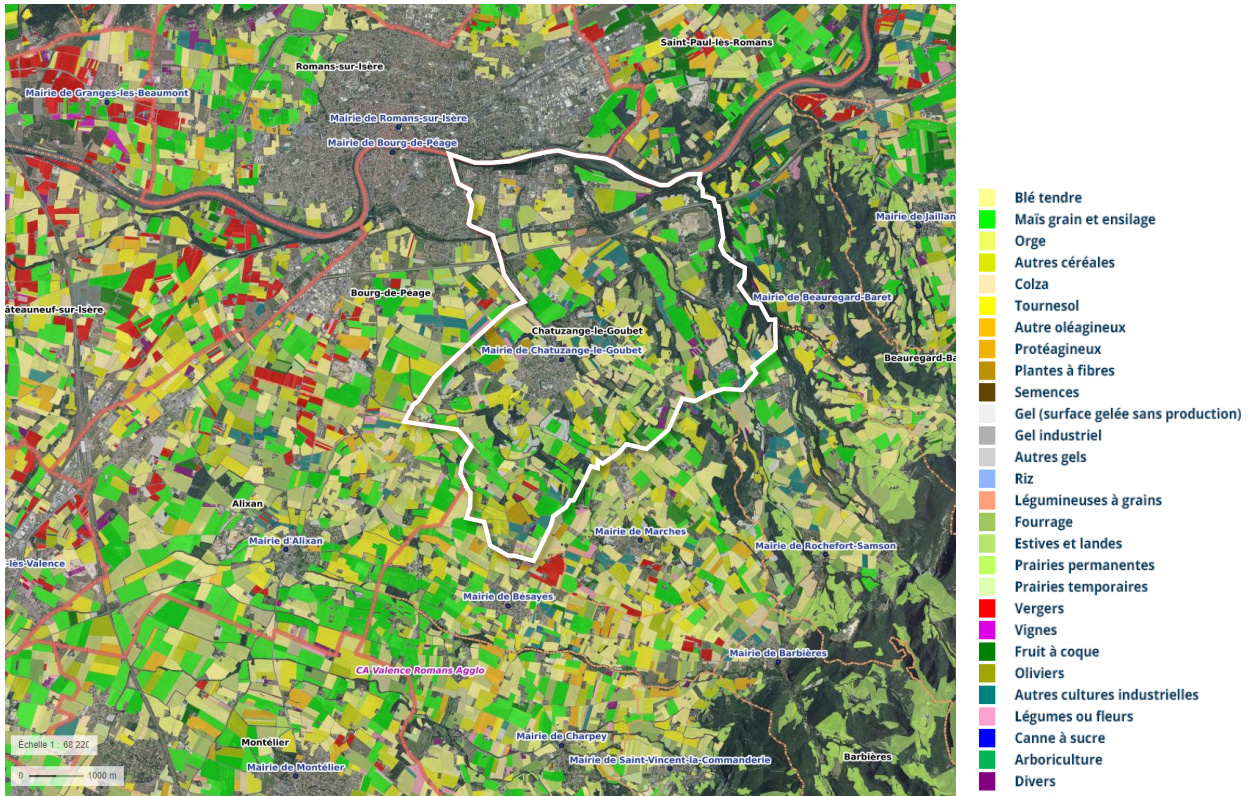 Saint-Paul-lès-Romans
Romans-sur-Isère
Mairie de Granges-les-Beaumont
Mairie de Romans-sur-Isère
Mairie de Bourg-de-Péage
Mairie de Jaillan
Bourg-de-Péage
Mairie de Beauregard-Baret
âteauneuf-sur-Isère
Chatuzange-le-Goubet
Mairie de Chatuzange-le-Goubet
Beauregard-Ba
Alixan
Mairie d'Alixan
Mairie de Marches
Mairie de Rochefort-Samson
-lès-Valence
Mairie de Bésayes
Mairie de Barbières
CA Valence Romans Agglo
Montélier
Mairie de Charpey
Mairie de Saint-Vincent-la-Commanderie
Barbières
Mairie de Montélier
Échelle 1 : 68 220
0 1000 m
Blé tendre
Maïs grain et ensilage
Orge
Autres céréales
Colza
Tournesol
Autre oléagineux
Protéagineux
Plantes à fibres
Semences
Gel (surface gelée sans production)
Gel industriel
Autres gels
Riz
Légumineuses à grains
Fourrage
Estives et landes
Prairies permanentes
Prairies temporaires
Vergers
Vignes
Fruit à coque
Oliviers
Autres cultures industrielles
Légumes ou fleurs
Canne à sucre
Arboriculture
Divers